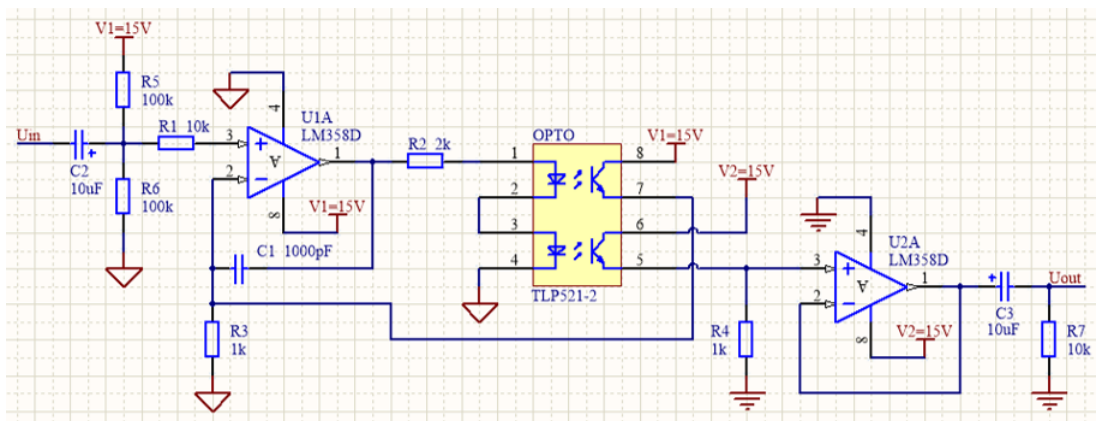 V1=15V
R5
100k
Uin
C2
10uF
+
R1 10k
R6
100k
4
3
2
1
8
+
A
U1A
LM358D
V1=15V
C1 1000pF
R3
1k
R2 2k
OPTO
1
2
3
4
8
7
6
5
TLP521-2
V1=15V
V2=15V
R4
1k
4
3
2
1
8
+
A
U2A
LM358D
V2=15V
+
C3
10uF
Uout
R7
10k